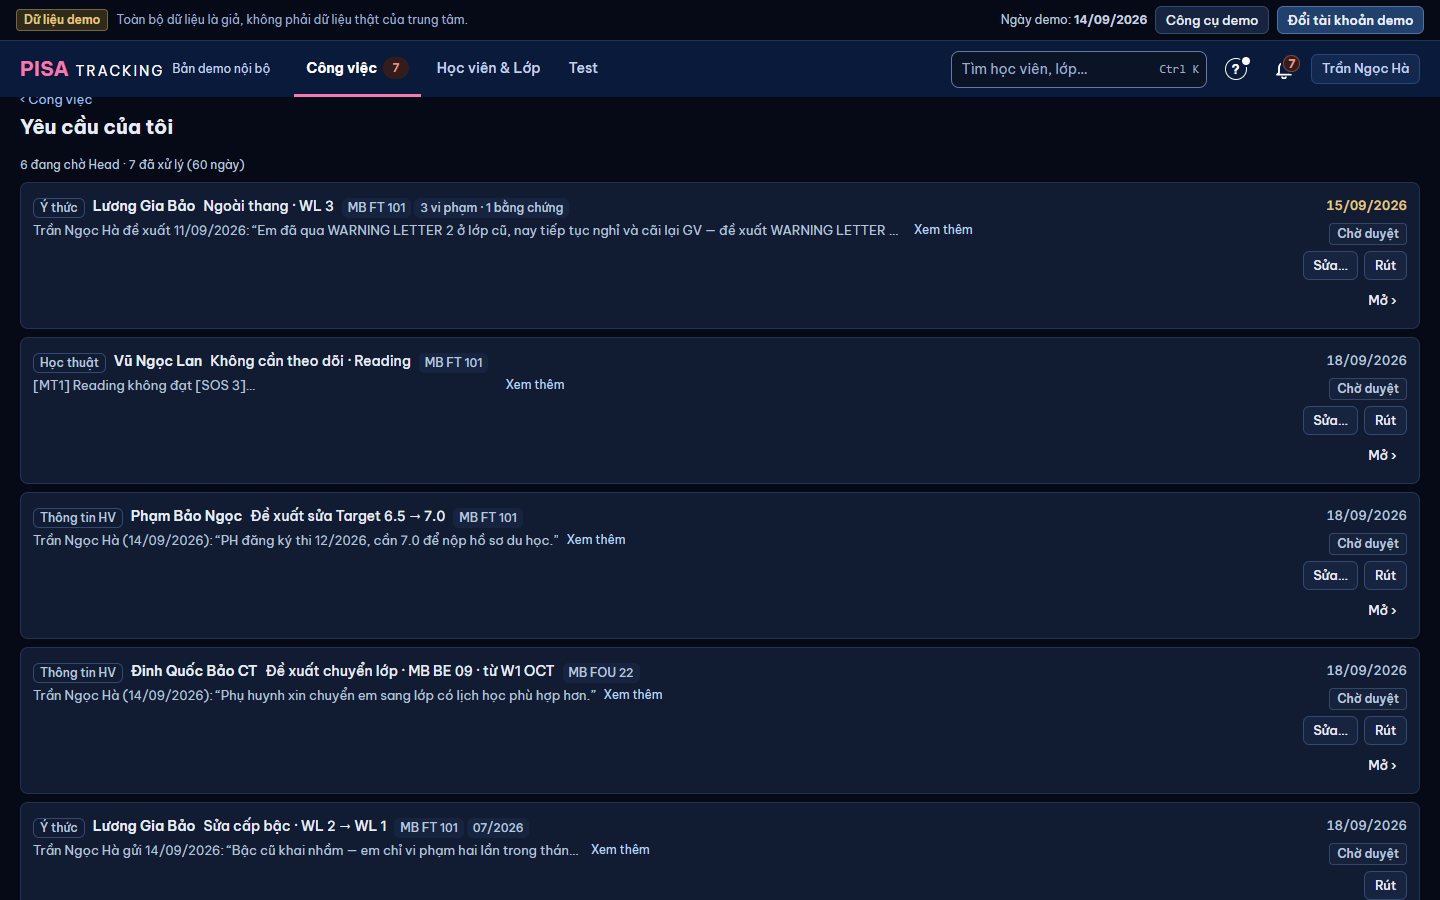 Dữ liệu demo Toàn bộ dữ liệu là giả, không phải dữ liệu thật của trung tâm. Ngày demo: 14/09/2026 Công cụ demo Đổi tài khoản demo
PISA TRACKING Bản demo nội bộ Công việc 7 Học viên & Lớp Test Tìm học viên, lớp... Ctrl K ? 7 Trần Ngọc Hà
‹ Công việc
Yêu cầu của tôi
6 đang chờ Head · 7 đã xử lý (60 ngày)
Ý thức Lương Gia Bảo Ngoài thang · WL 3 MB FT 101 3 vi phạm · 1 bằng chứng 15/09/2026
Trần Ngọc Hà đề xuất 11/09/2026: “Em đã qua WARNING LETTER 2 ở lớp cũ, nay tiếp tục nghỉ và cãi lại GV — đề xuất WARNING LETTER ... Xem thêm Chờ duyệt
Sửa... Rút
Mở ›
Học thuật Vũ Ngọc Lan Không cần theo dõi · Reading MB FT 101 18/09/2026
[MT1] Reading không đạt [SOS 3]... Xem thêm Chờ duyệt
Sửa... Rút
Mở ›
Thông tin HV Phạm Bảo Ngọc Đề xuất sửa Target 6.5 → 7.0 MB FT 101 18/09/2026
Trần Ngọc Hà (14/09/2026): “PH đăng ký thi 12/2026, cần 7.0 để nộp hồ sơ du học.” Xem thêm Chờ duyệt
Sửa... Rút
Mở ›
Thông tin HV Đinh Quốc Bảo CT Đề xuất chuyển lớp · MB BE 09 · từ W1 OCT MB FOU 22 18/09/2026
Trần Ngọc Hà (14/09/2026): “Phụ huynh xin chuyển em sang lớp có lịch học phù hợp hơn.” Xem thêm Chờ duyệt
Sửa... Rút
Mở ›
Ý thức Lương Gia Bảo Sửa cấp bậc · WL 2 → WL 1 MB FT 101 07/2026 18/09/2026
Trần Ngọc Hà gửi 14/09/2026: “Bậc cũ khai nhầm — em chỉ vi phạm hai lần trong thán... Xem thêm Chờ duyệt
Rút